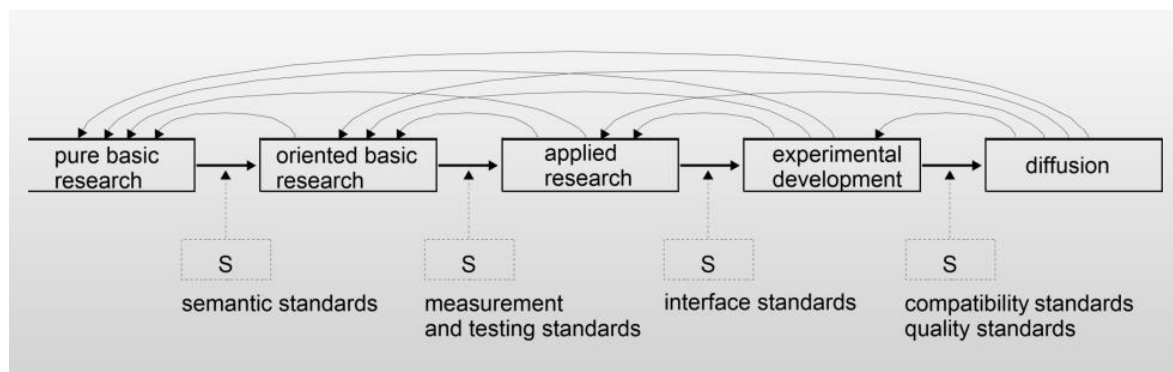 pure basic
research
oriented basic
research
applied
research
experimental
development
diffusion
S
semantic standards
S
measurement
and testing standards
S
interface standards
S
compatibility standards
quality standards